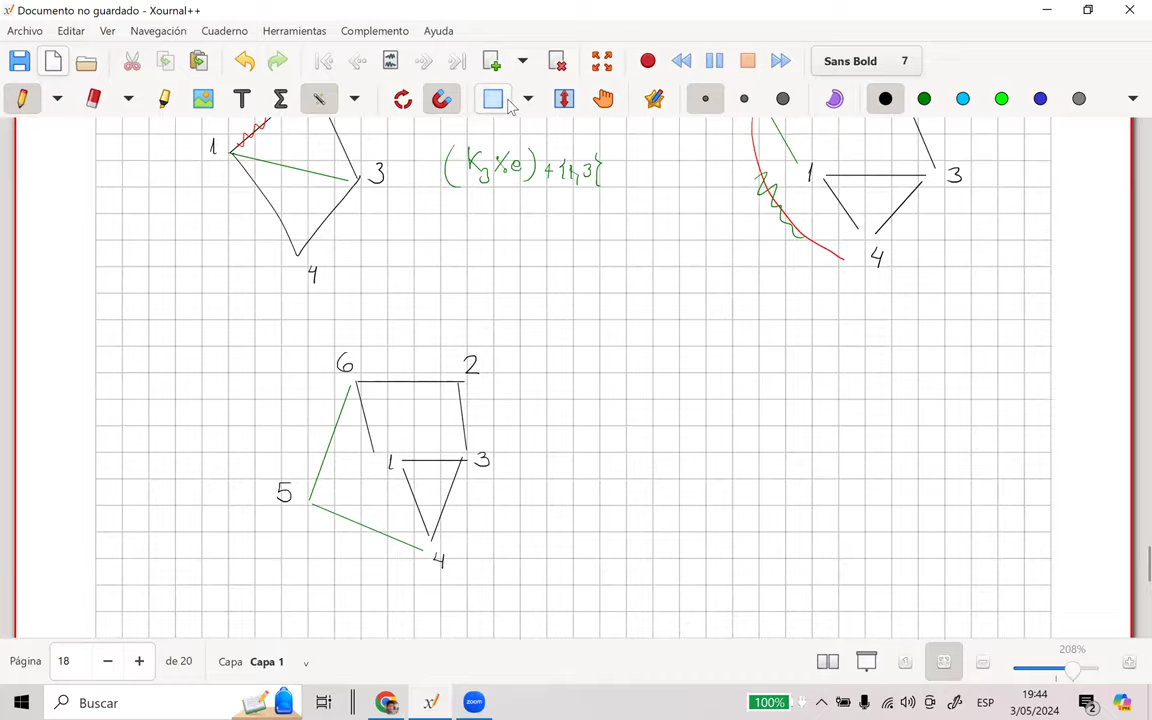 Documento no guardado - Xournal++
Archivo Editar Ver Navegación Cuaderno Herramientas Complemento Ayuda
Sans Bold 7
1 3 4
(K3 % e) + {1,3}
1 3 4
6 2
1 3
5
4
Página 18 de 20 Capa Capa 1
208%
Buscar
zoom
100% ESP 19:44
3/05/2024 2